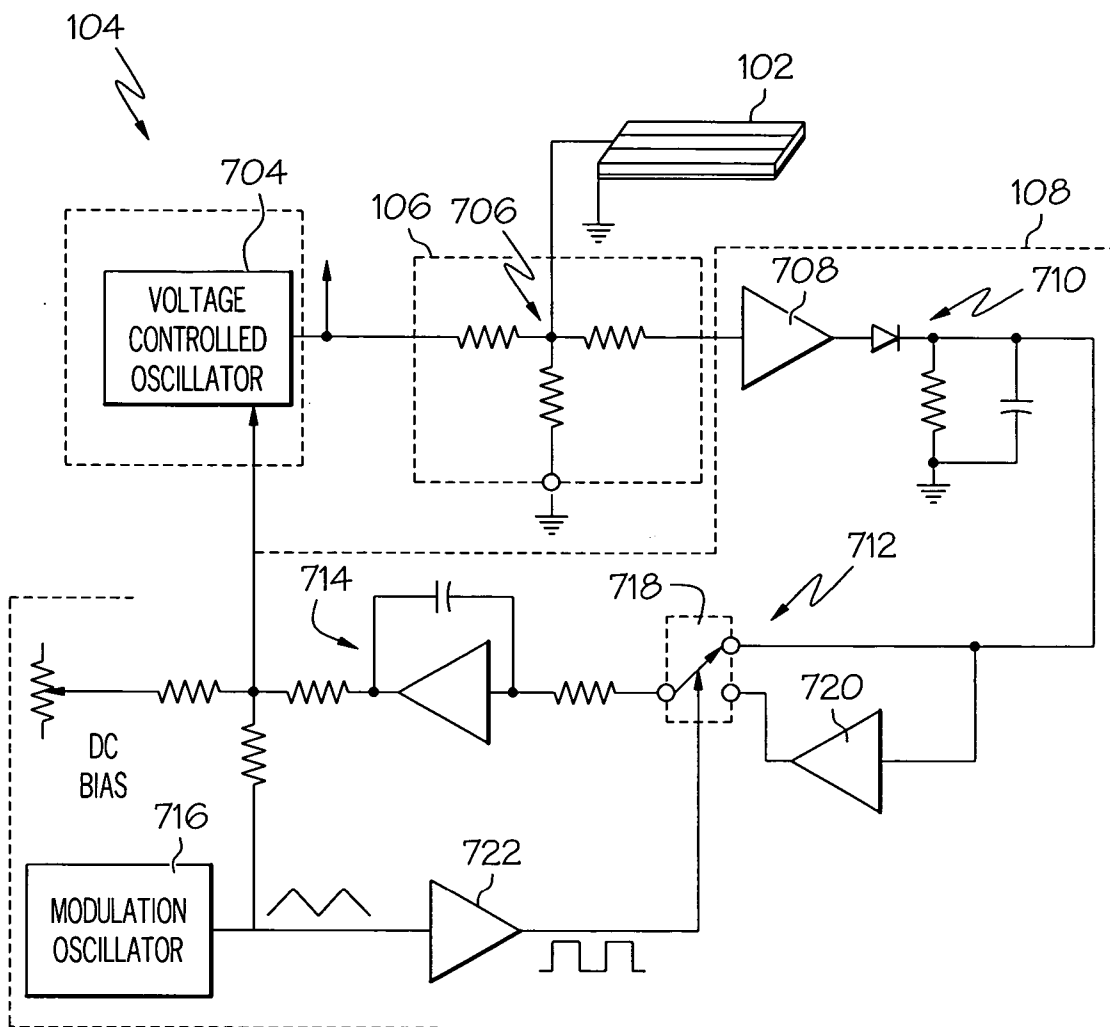 104
102
704
106
706
108
708
710
VOLTAGE
CONTROLLED
OSCILLATOR
712
718
714
720
DC
BIAS
716
722
MODULATION
OSCILLATOR